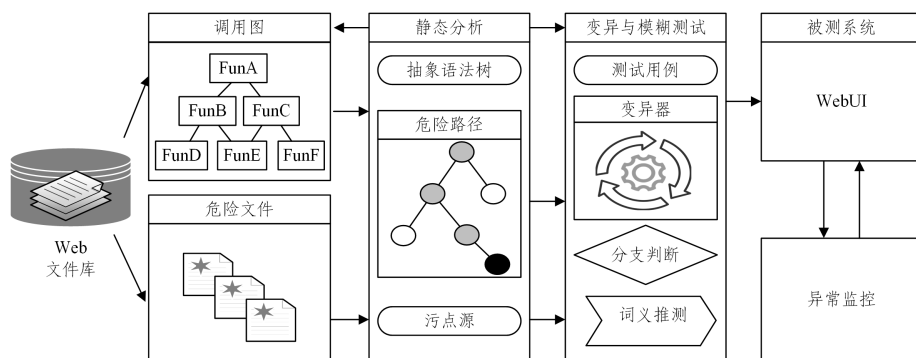 调用图
FunA
FunB
FunC
FunD
FunE
FunF
Web
文件库
危险文件
静态分析
抽象语法树
危险路径
污点源
变异与模糊测试
测试用例
变异器
分支判断
词义推测
被测系统
WebUI
异常监控